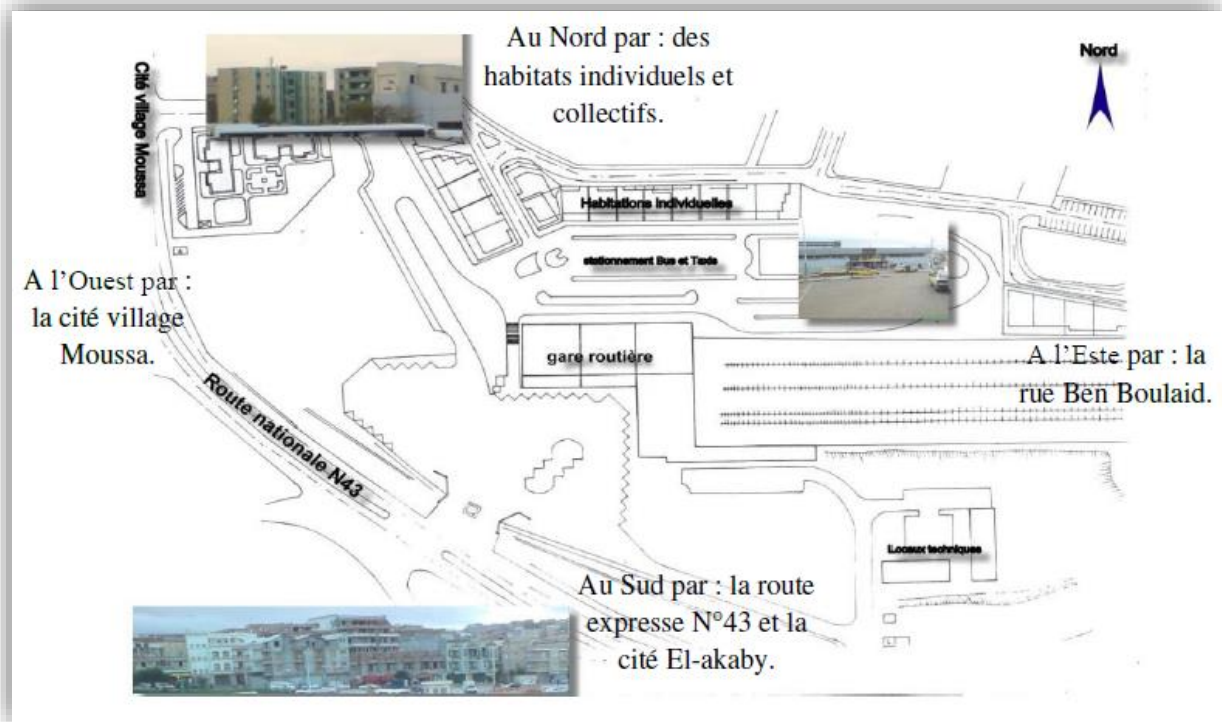 Au Nord par : des
habitats individuels et
collectifs.
Nord
Cité village Moussa
Habitations individuelles
stationnement Bus et Taxis
A l’Ouest par :
la cité village
Moussa.
gare routière
A l’Este par : la
rue Ben Boulaid.
Route nationale N43
Locaux techniques
Au Sud par : la route
expresse N°43 et la
cité El-akaby.